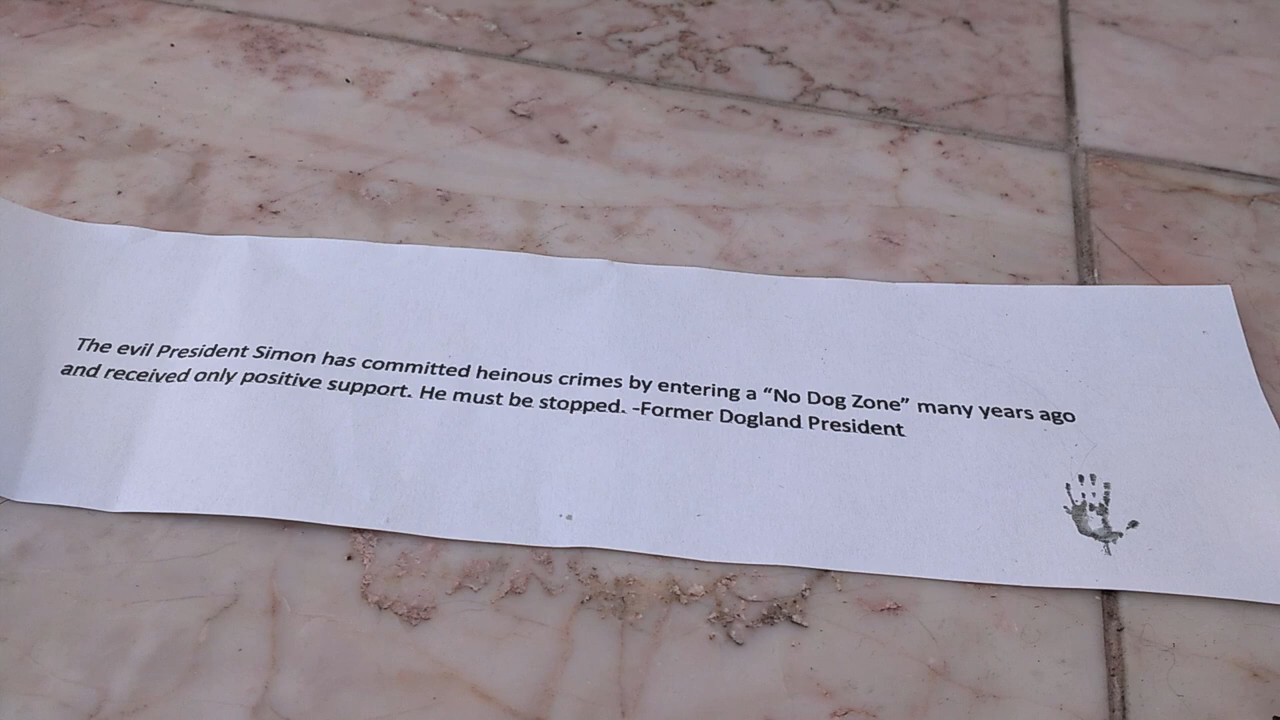 The evil President Simon has committed heinous crimes by entering a “No Dog Zone” many years ago
and received only positive support. He must be stopped. -Former Dogland President